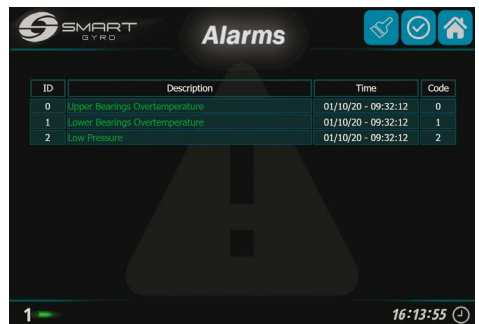 SMART
GYRO
Alarms
ID Description Time Code
0 Upper Bearings Overtemperature 01/10/20 - 09:32:12 0
1 Lower Bearings Overtemperature 01/10/20 - 09:32:12 1
2 Low Pressure 01/10/20 - 09:32:12 2
1 16:13:55